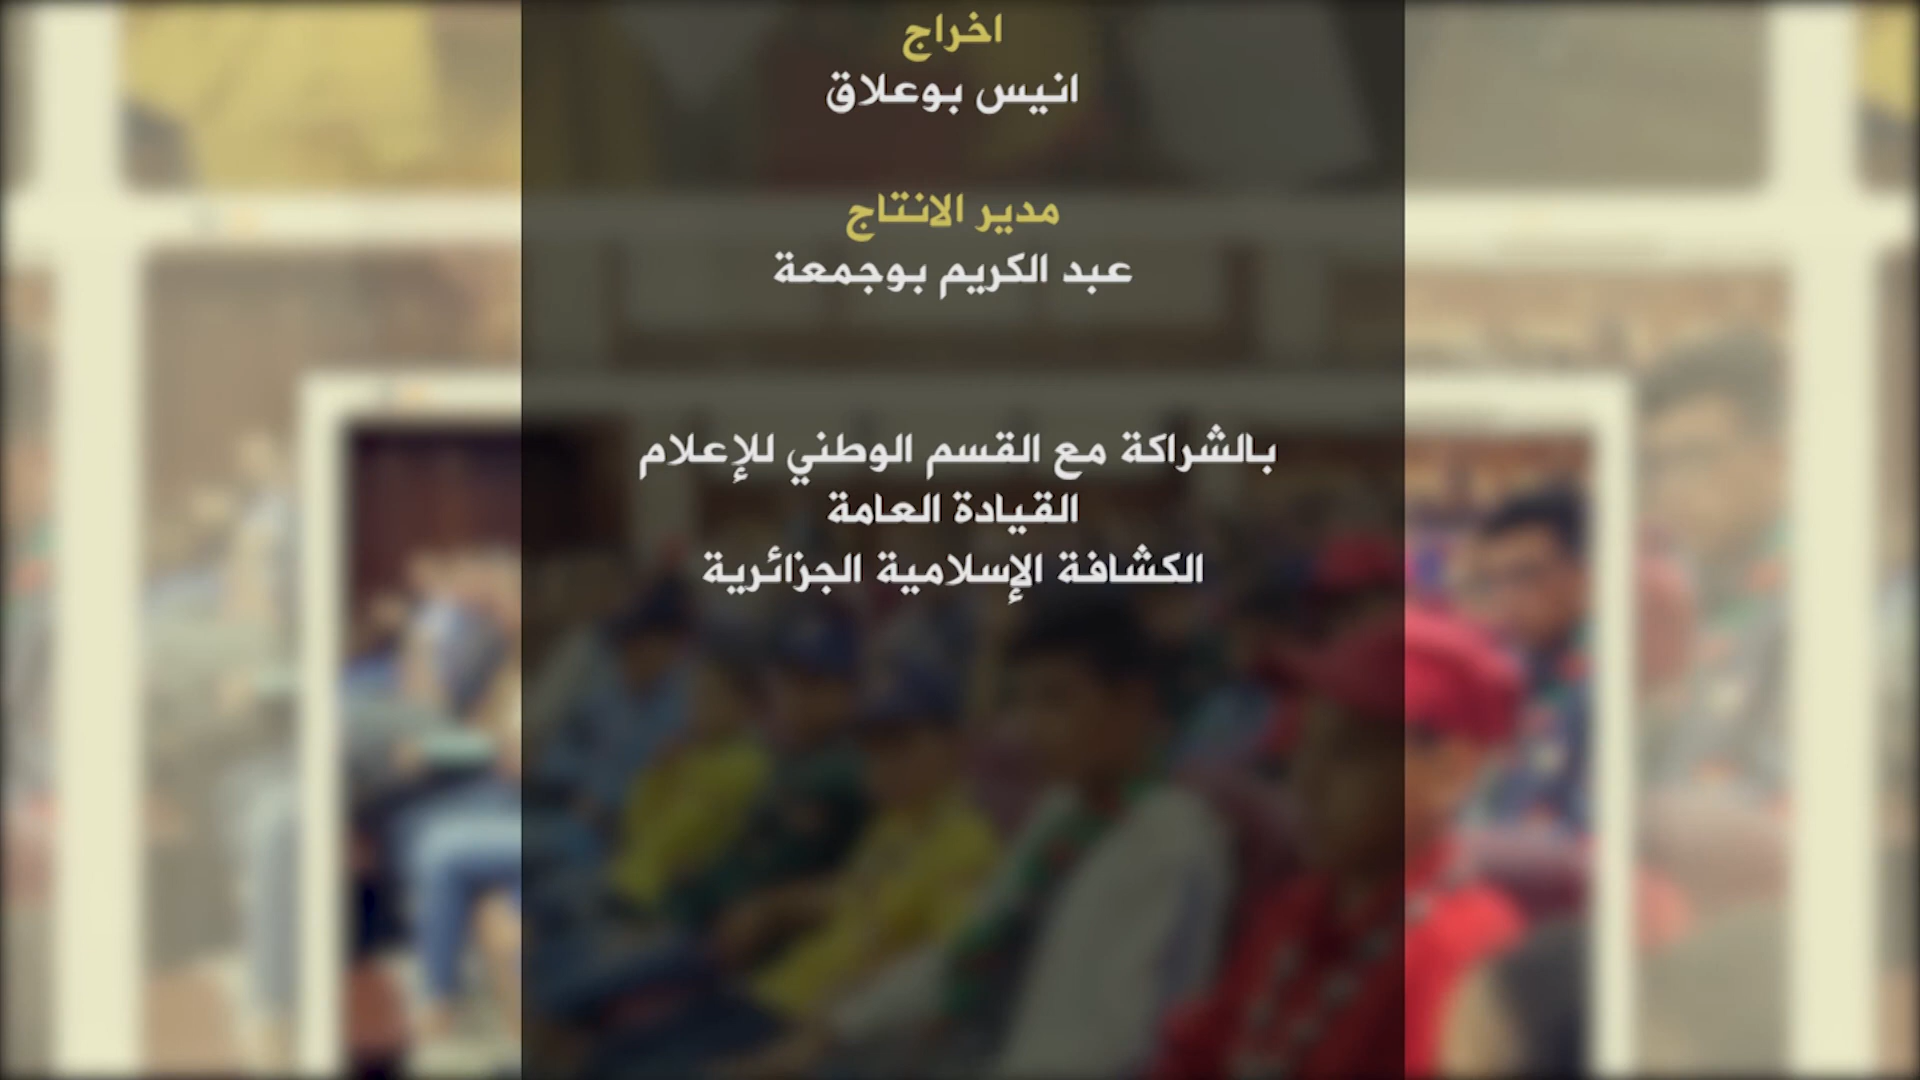 اخراج
انيس بوعلاق
مدير الانتاج
عبد الكريم بوجمعة
بالشراكة مع القسم الوطني للإعلام
القيادة العامة
الكشافة الإسلامية الجزائرية